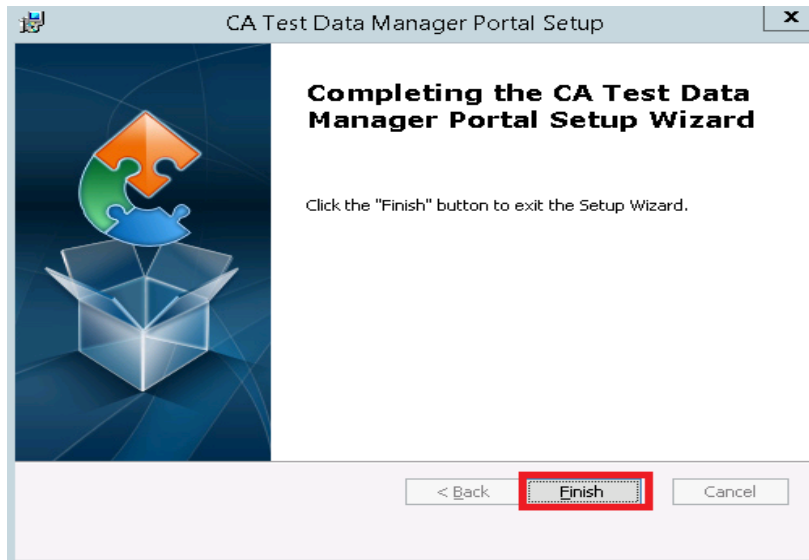 CA Test Data Manager Portal Setup
x
Completing the CA Test Data
Manager Portal Setup Wizard
Click the "Finish" button to exit the Setup Wizard.
< Back
Finish
Cancel